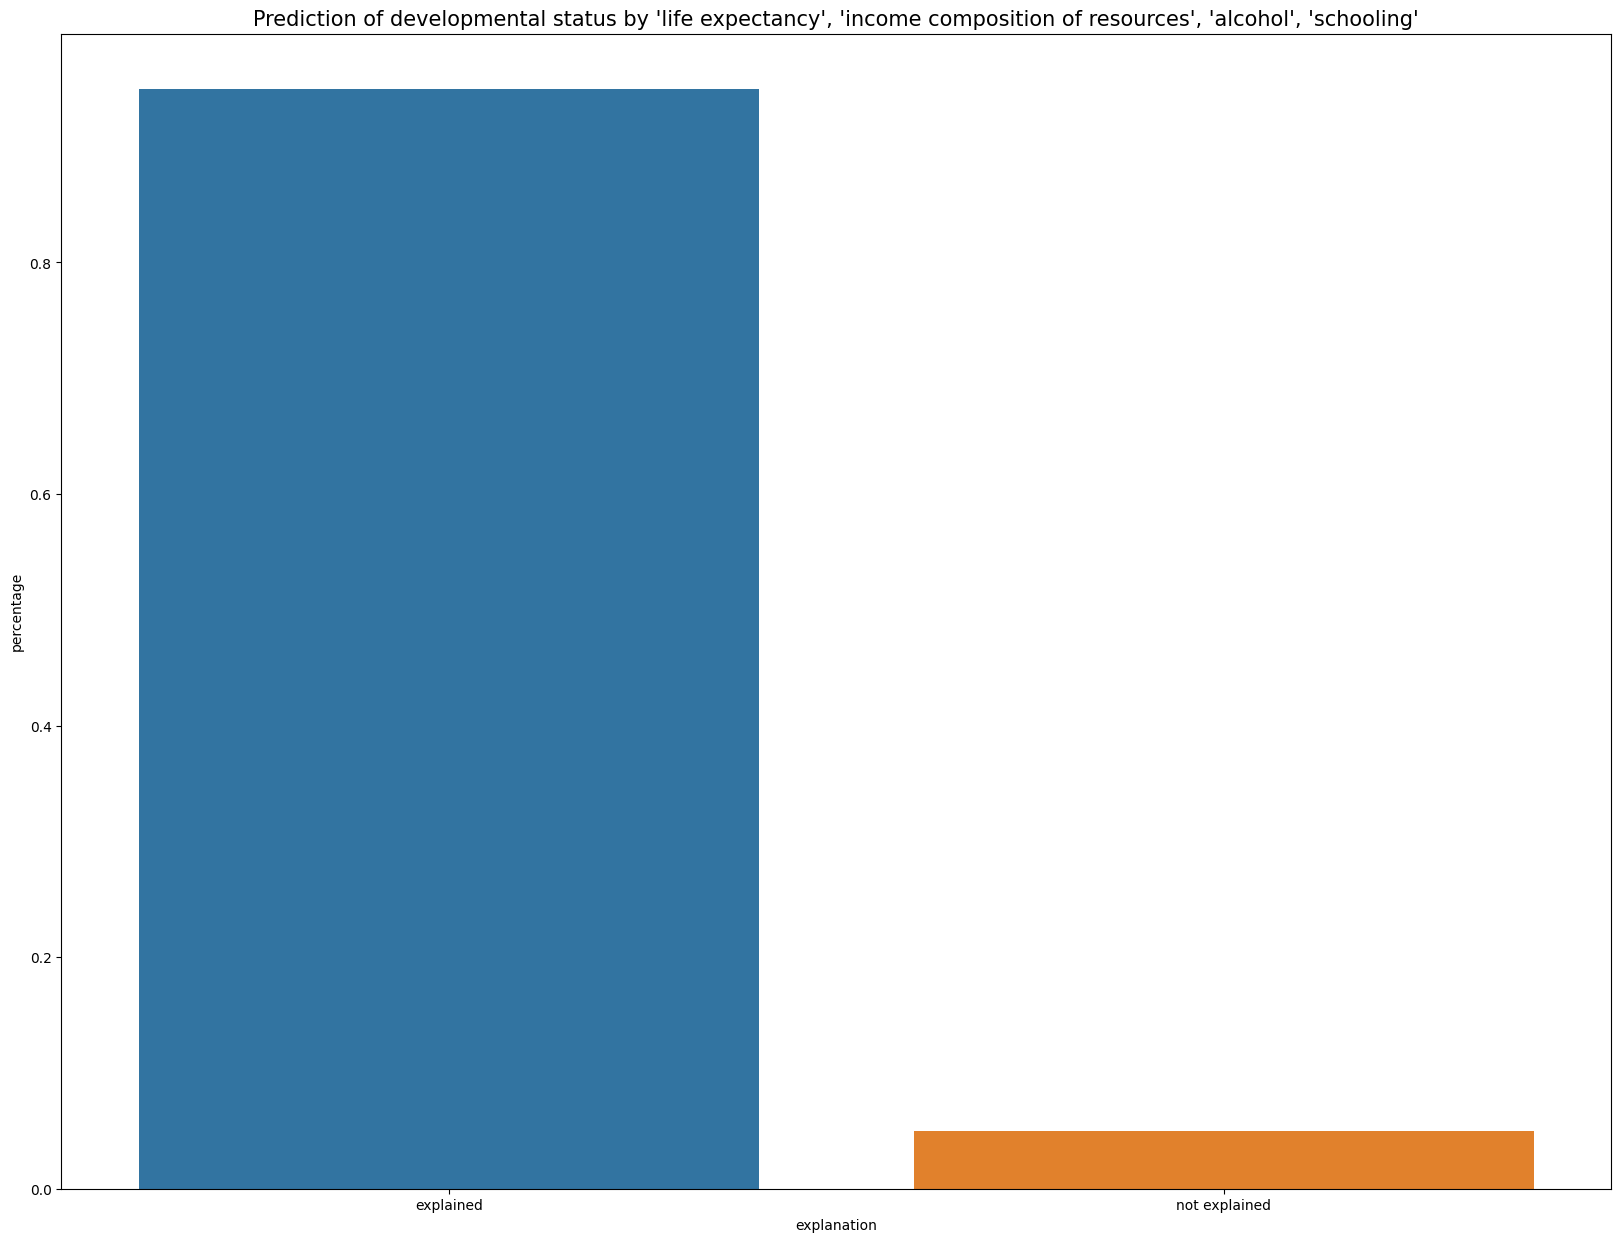 Prediction of developmental status by 'life expectancy', 'income composition of resources', 'alcohol', 'schooling'
percentage
0.8
0.6
0.4
0.2
0.0
explained
not explained
explanation